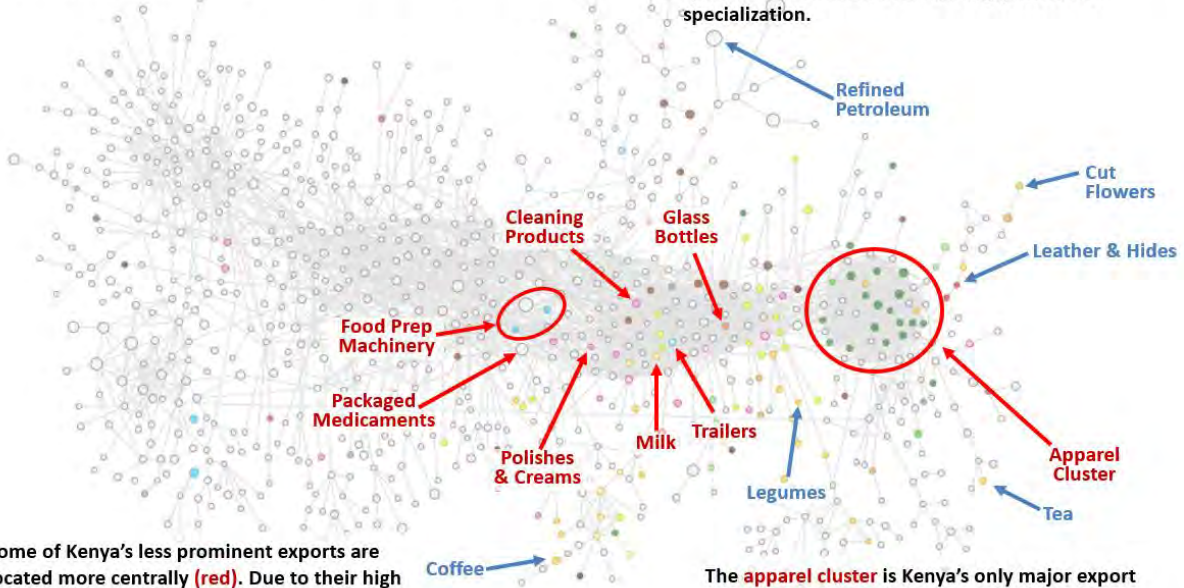 specialization.
Refined
Petroleum
Cut
Flowers
Cleaning
Products
Glass
Bottles
Leather & Hides
Food Prep
Machinery
Packaged
Medicaments
Polishes
& Creams
Milk
Trailers
Legumes
Apparel
Cluster
Tea
Coffee
ome of Kenya's less prominent exports are
ocated more centrally (red). Due to their high
The apparel cluster is Kenya's only major export